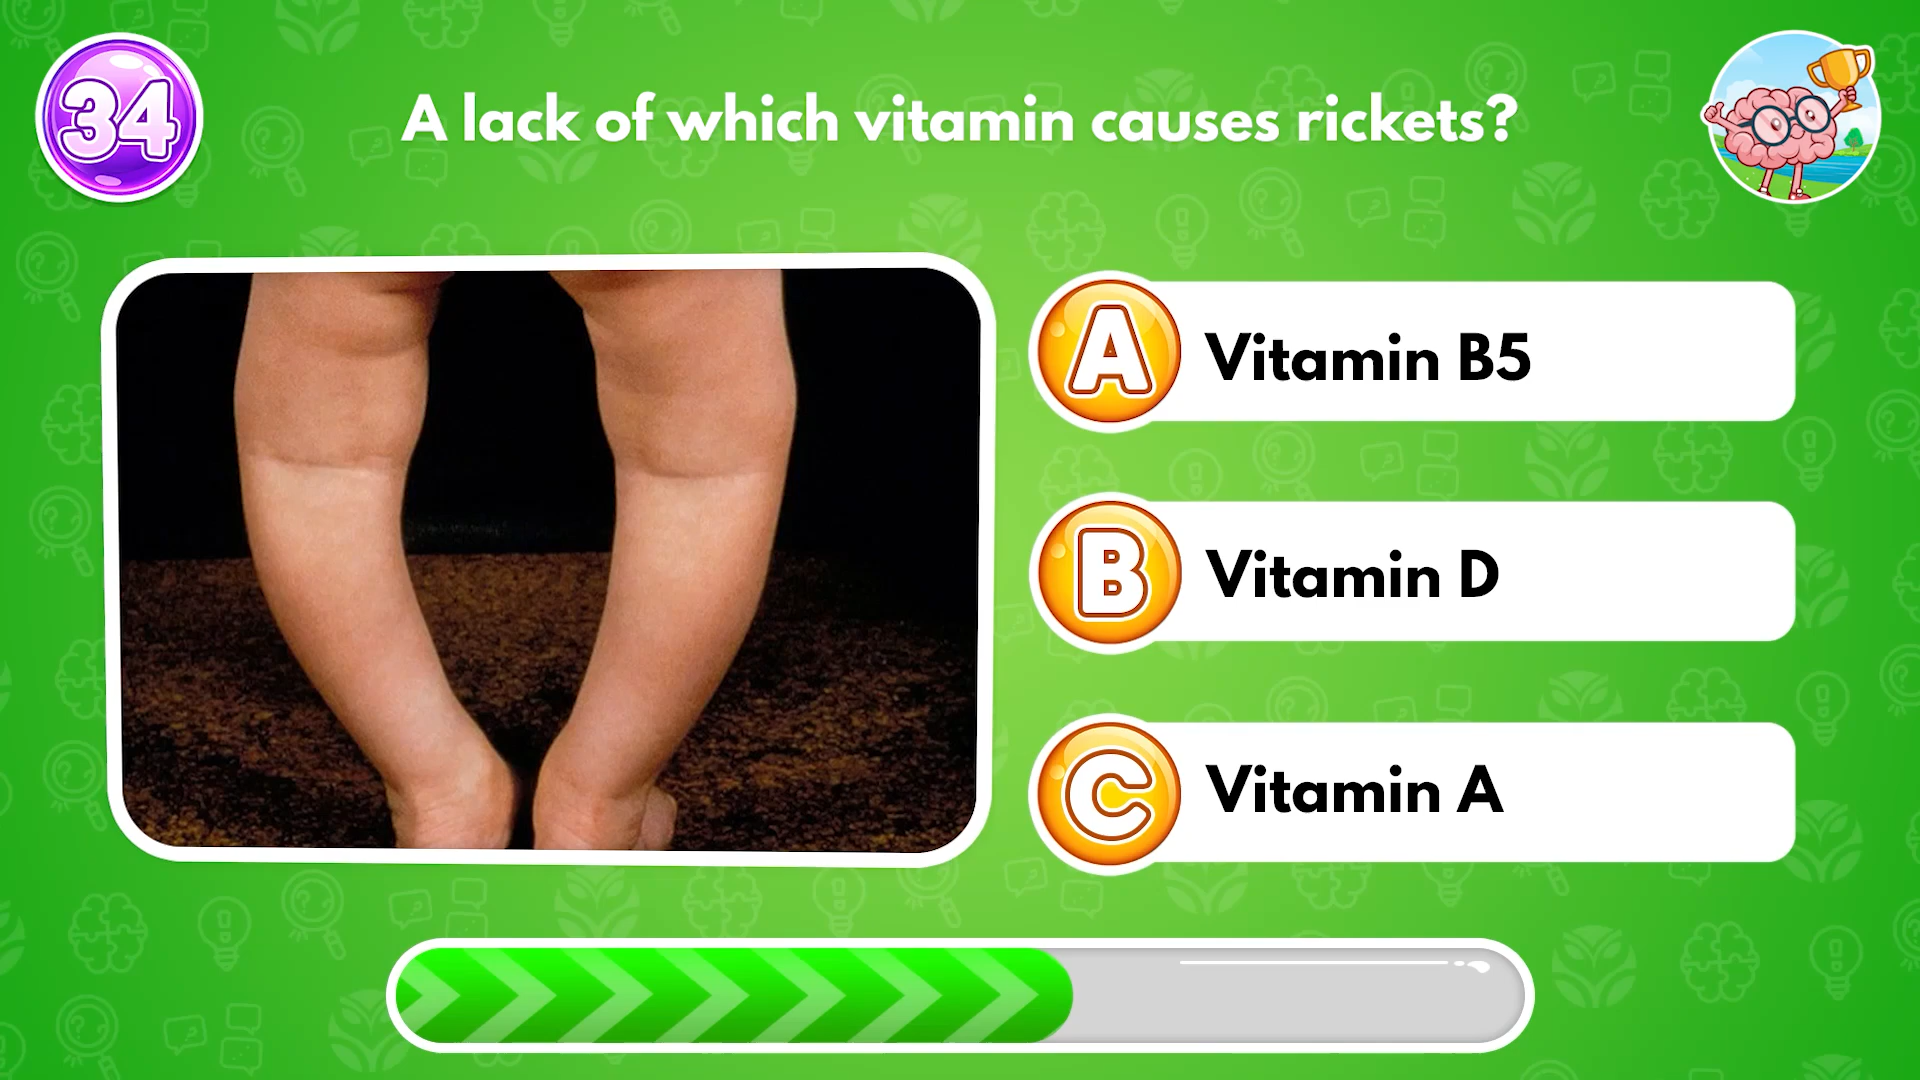 34
A lack of which vitamin causes rickets?
A
Vitamin B5
B
Vitamin D
C
Vitamin A